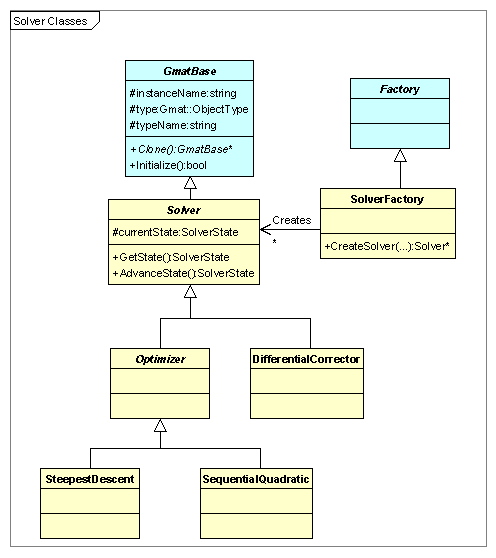 Solver Classes
GmatBase
#instanceName:string
#type:Gmat::ObjectType
#typeName:string
+Clone():GmatBase*
+Initialize():bool
Factory
Solver
#currentState:SolverState
+GetState():SolverState
+AdvanceState():SolverState
Creates
*
SolverFactory
+CreateSolver(...):Solver*
Optimizer
DifferentialCorrector
SteepestDescent
SequentialQuadratic